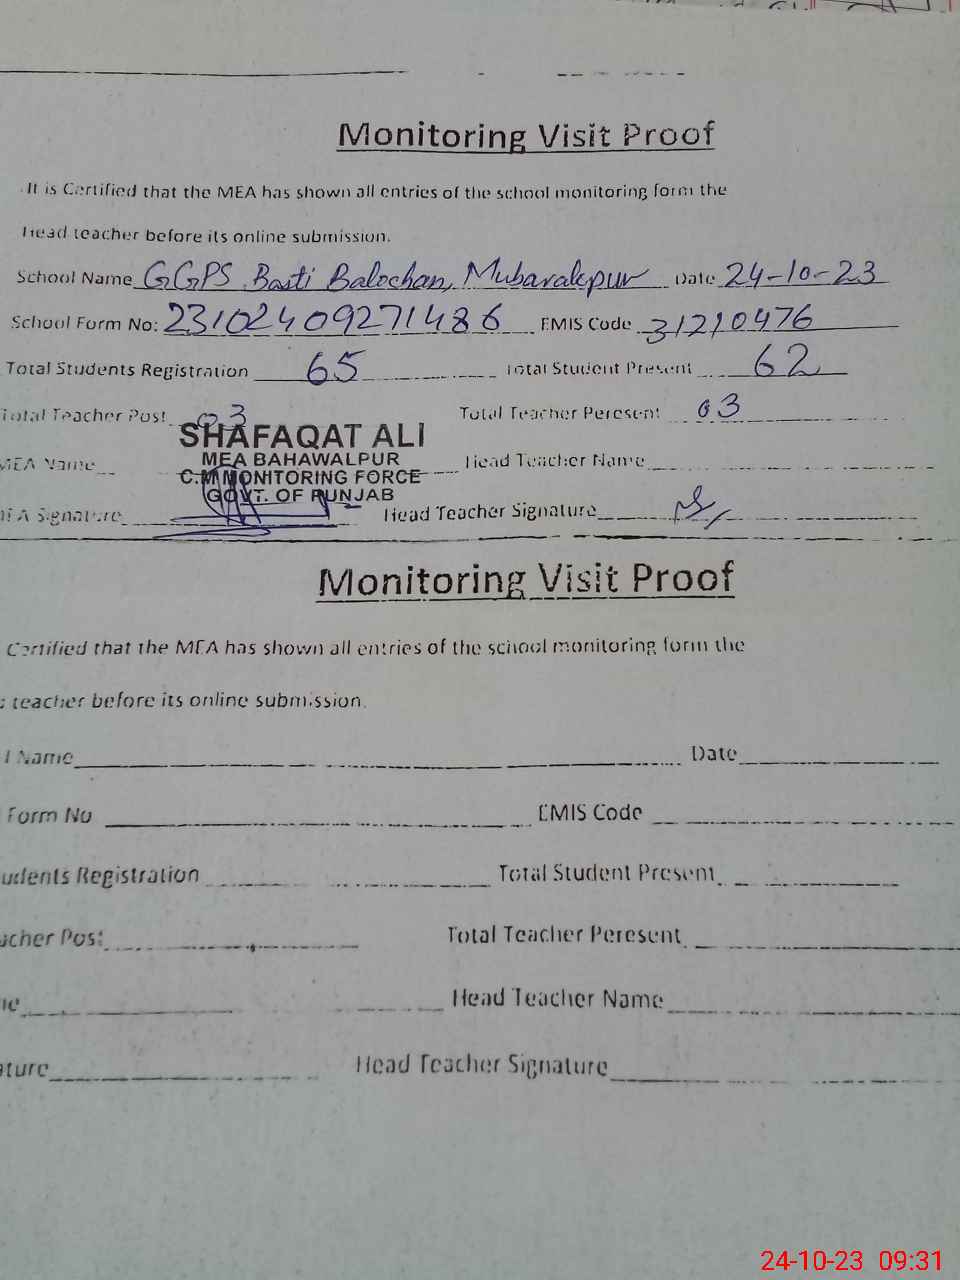 Monitoring Visit Proof
It is Certified that the MEA has shown all entries of the school monitoring form the
Head teacher before its online submission.
School Name GGPS Basti Balochan, Mubarakpur Date 24-10-23
School Form No: 23102409271486 EMIS Code 31210476
Total Students Registration 65 Total Student Present 62
Total Teacher Post 03 Total Teacher Peresent 03
SHAFAQAT ALI
MEA BAHAWALPUR
MEA Name C.M MONITORING FORCE Head Teacher Name
GOVT. OF PUNJAB
MEA Signature Head Teacher Signature
Monitoring Visit Proof
Certified that the MEA has shown all entries of the school monitoring form the
teacher before its online submission.
l Name Date
Form No EMIS Code
udents Registration Total Student Present
acher Post Total Teacher Peresent
Head Teacher Name
ature Head Teacher Signature
24-10-23 09:31